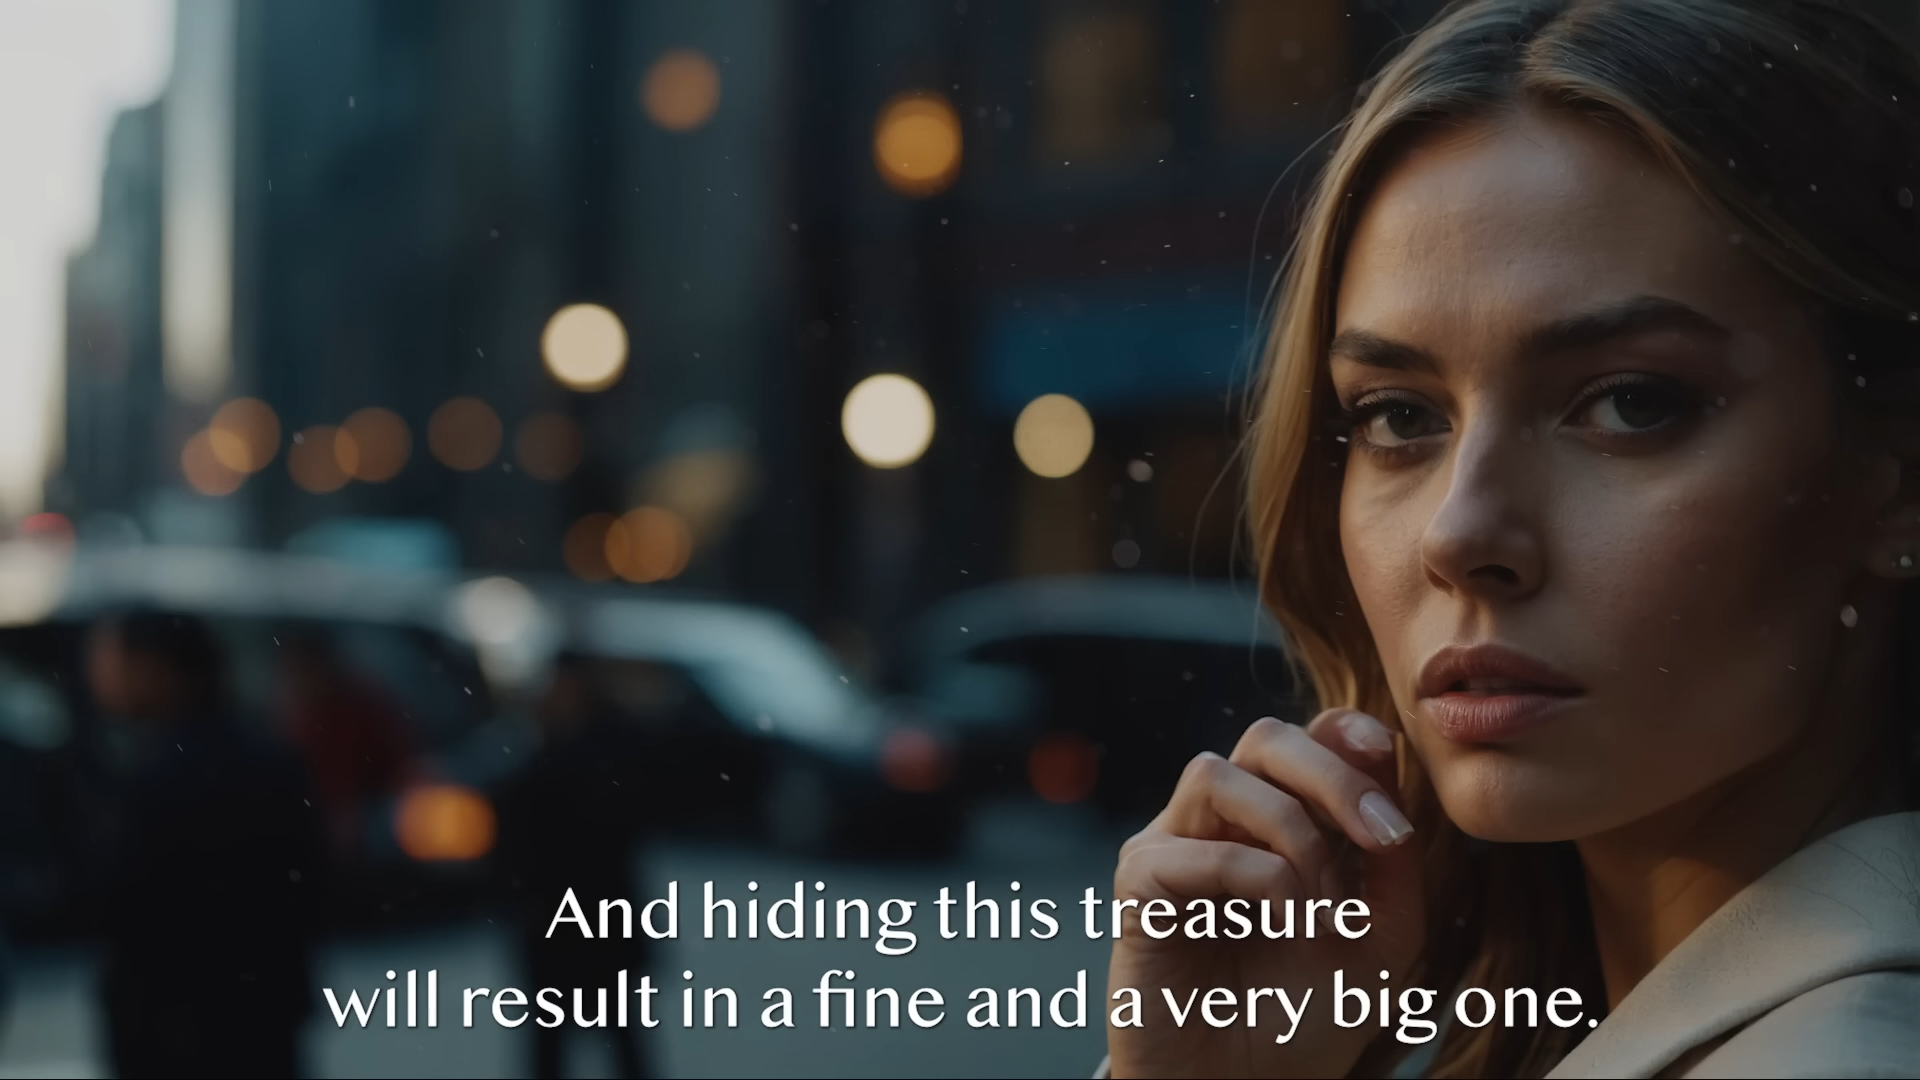 And hiding this treasure
will result in a fine and a very big one.